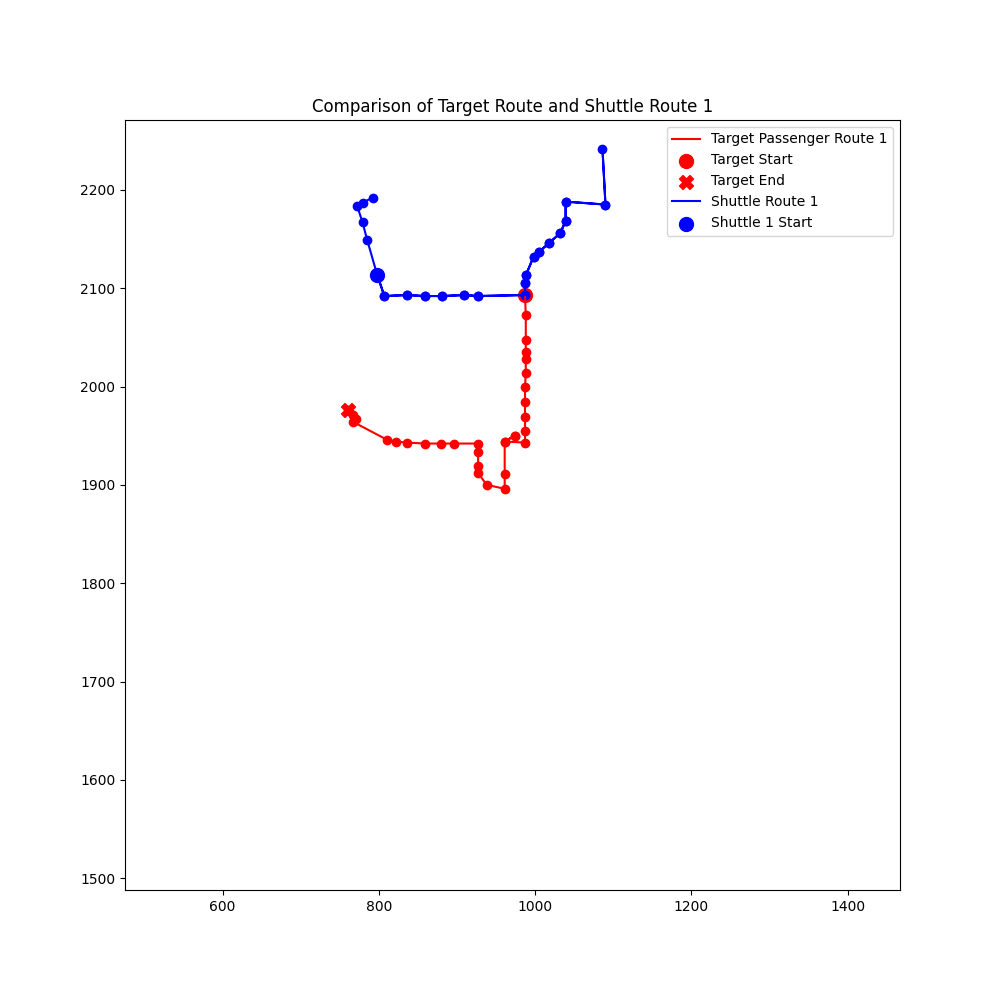 Comparison of Target Route and Shuttle Route 1
Target Passenger Route 1
Target Start
Target End
Shuttle Route 1
Shuttle 1 Start
2200
2100
2000
1900
1800
1700
1600
1500
600 800 1000 1200 1400